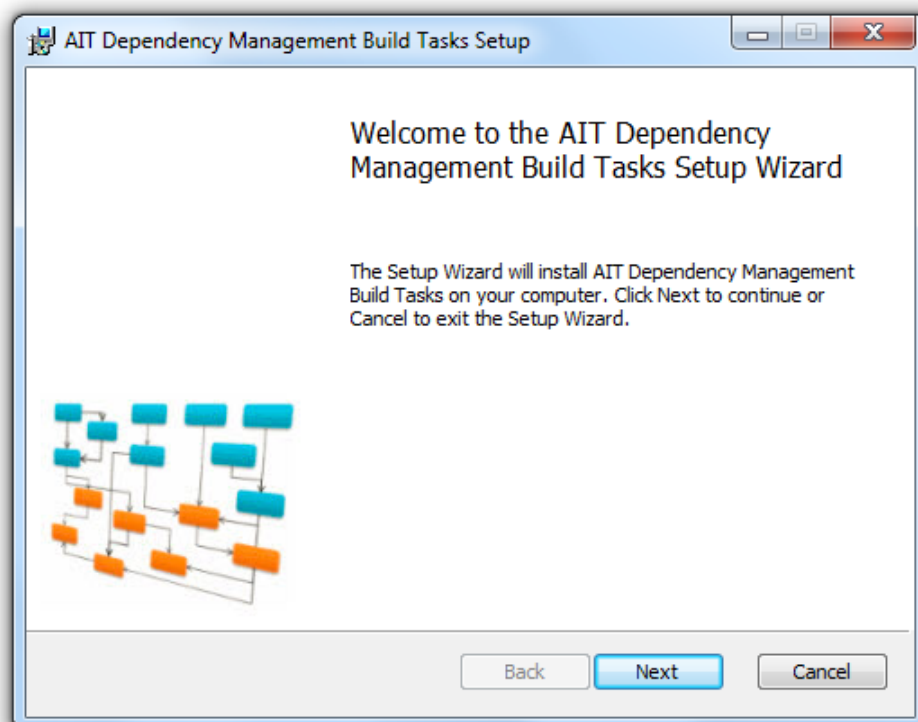 AIT Dependency Management Build Tasks Setup
Welcome to the AIT Dependency
Management Build Tasks Setup Wizard
The Setup Wizard will install AIT Dependency Management
Build Tasks on your computer. Click Next to continue or
Cancel to exit the Setup Wizard.
Back
Next
Cancel